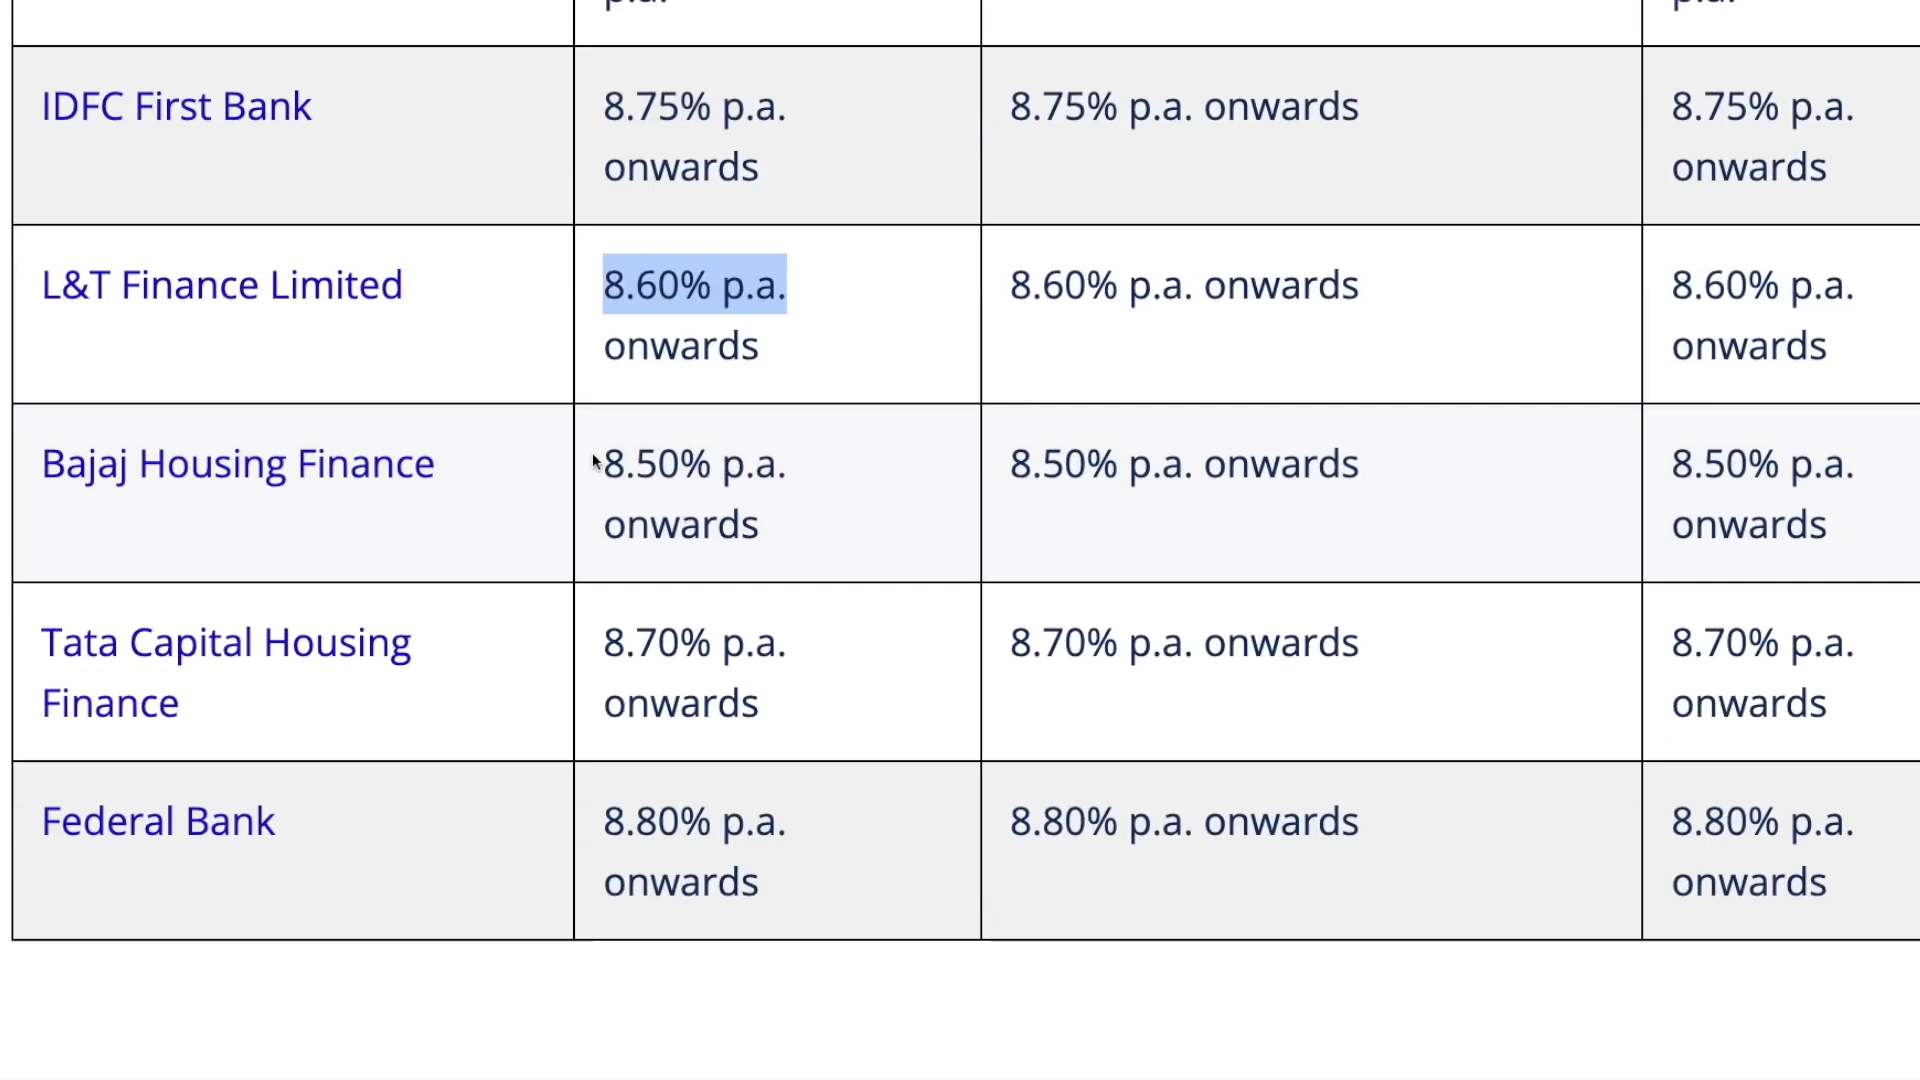 IDFC First Bank
8.75% p.a.
onwards
8.75% p.a. onwards
8.75% p.a.
onwards
L&T Finance Limited
8.60% p.a.
onwards
8.60% p.a. onwards
8.60% p.a.
onwards
Bajaj Housing Finance
8.50% p.a.
onwards
8.50% p.a. onwards
8.50% p.a.
onwards
Tata Capital Housing
Finance
8.70% p.a.
onwards
8.70% p.a. onwards
8.70% p.a.
onwards
Federal Bank
8.80% p.a.
onwards
8.80% p.a. onwards
8.80% p.a.
onwards